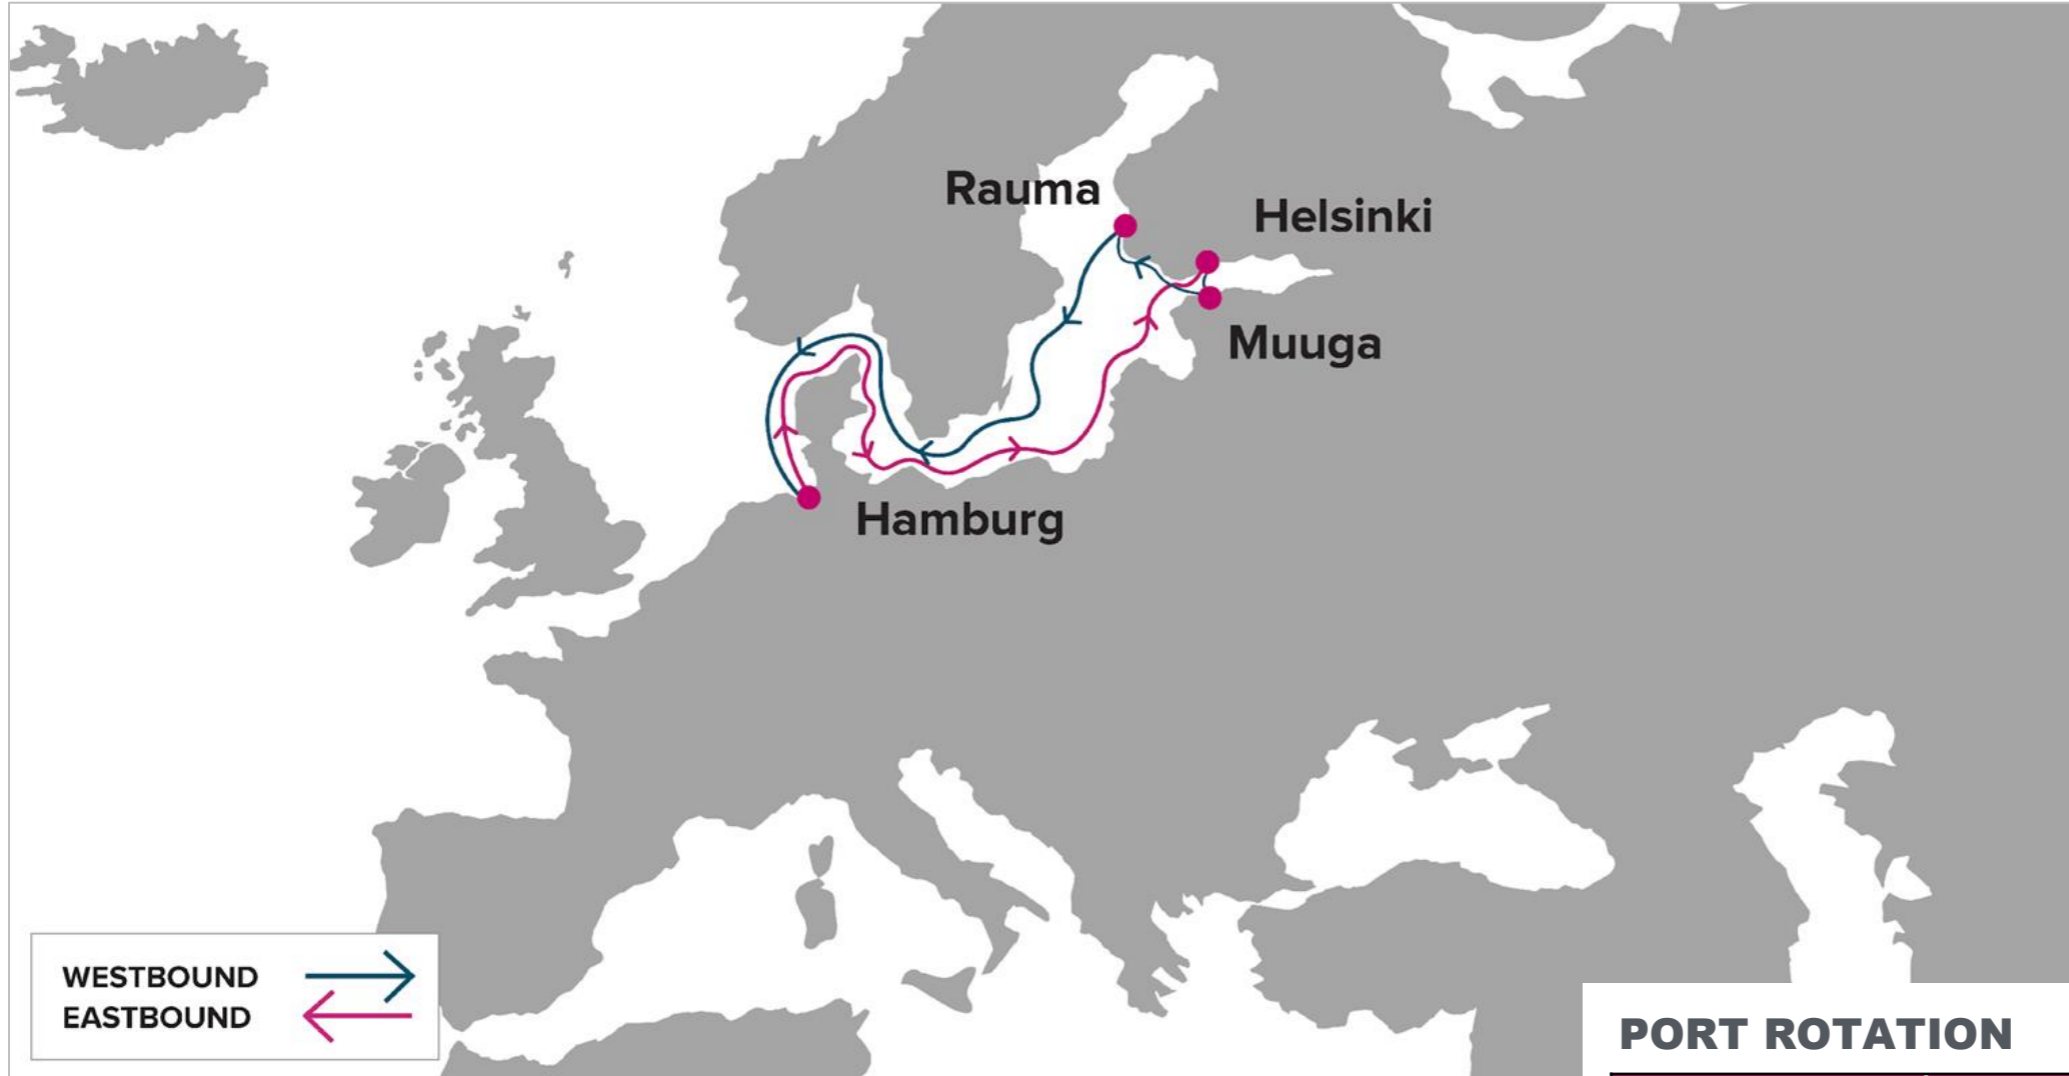 Rauma
Helsinki
Muuga
Hamburg
WESTBOUND
EASTBOUND
PORT ROTATION